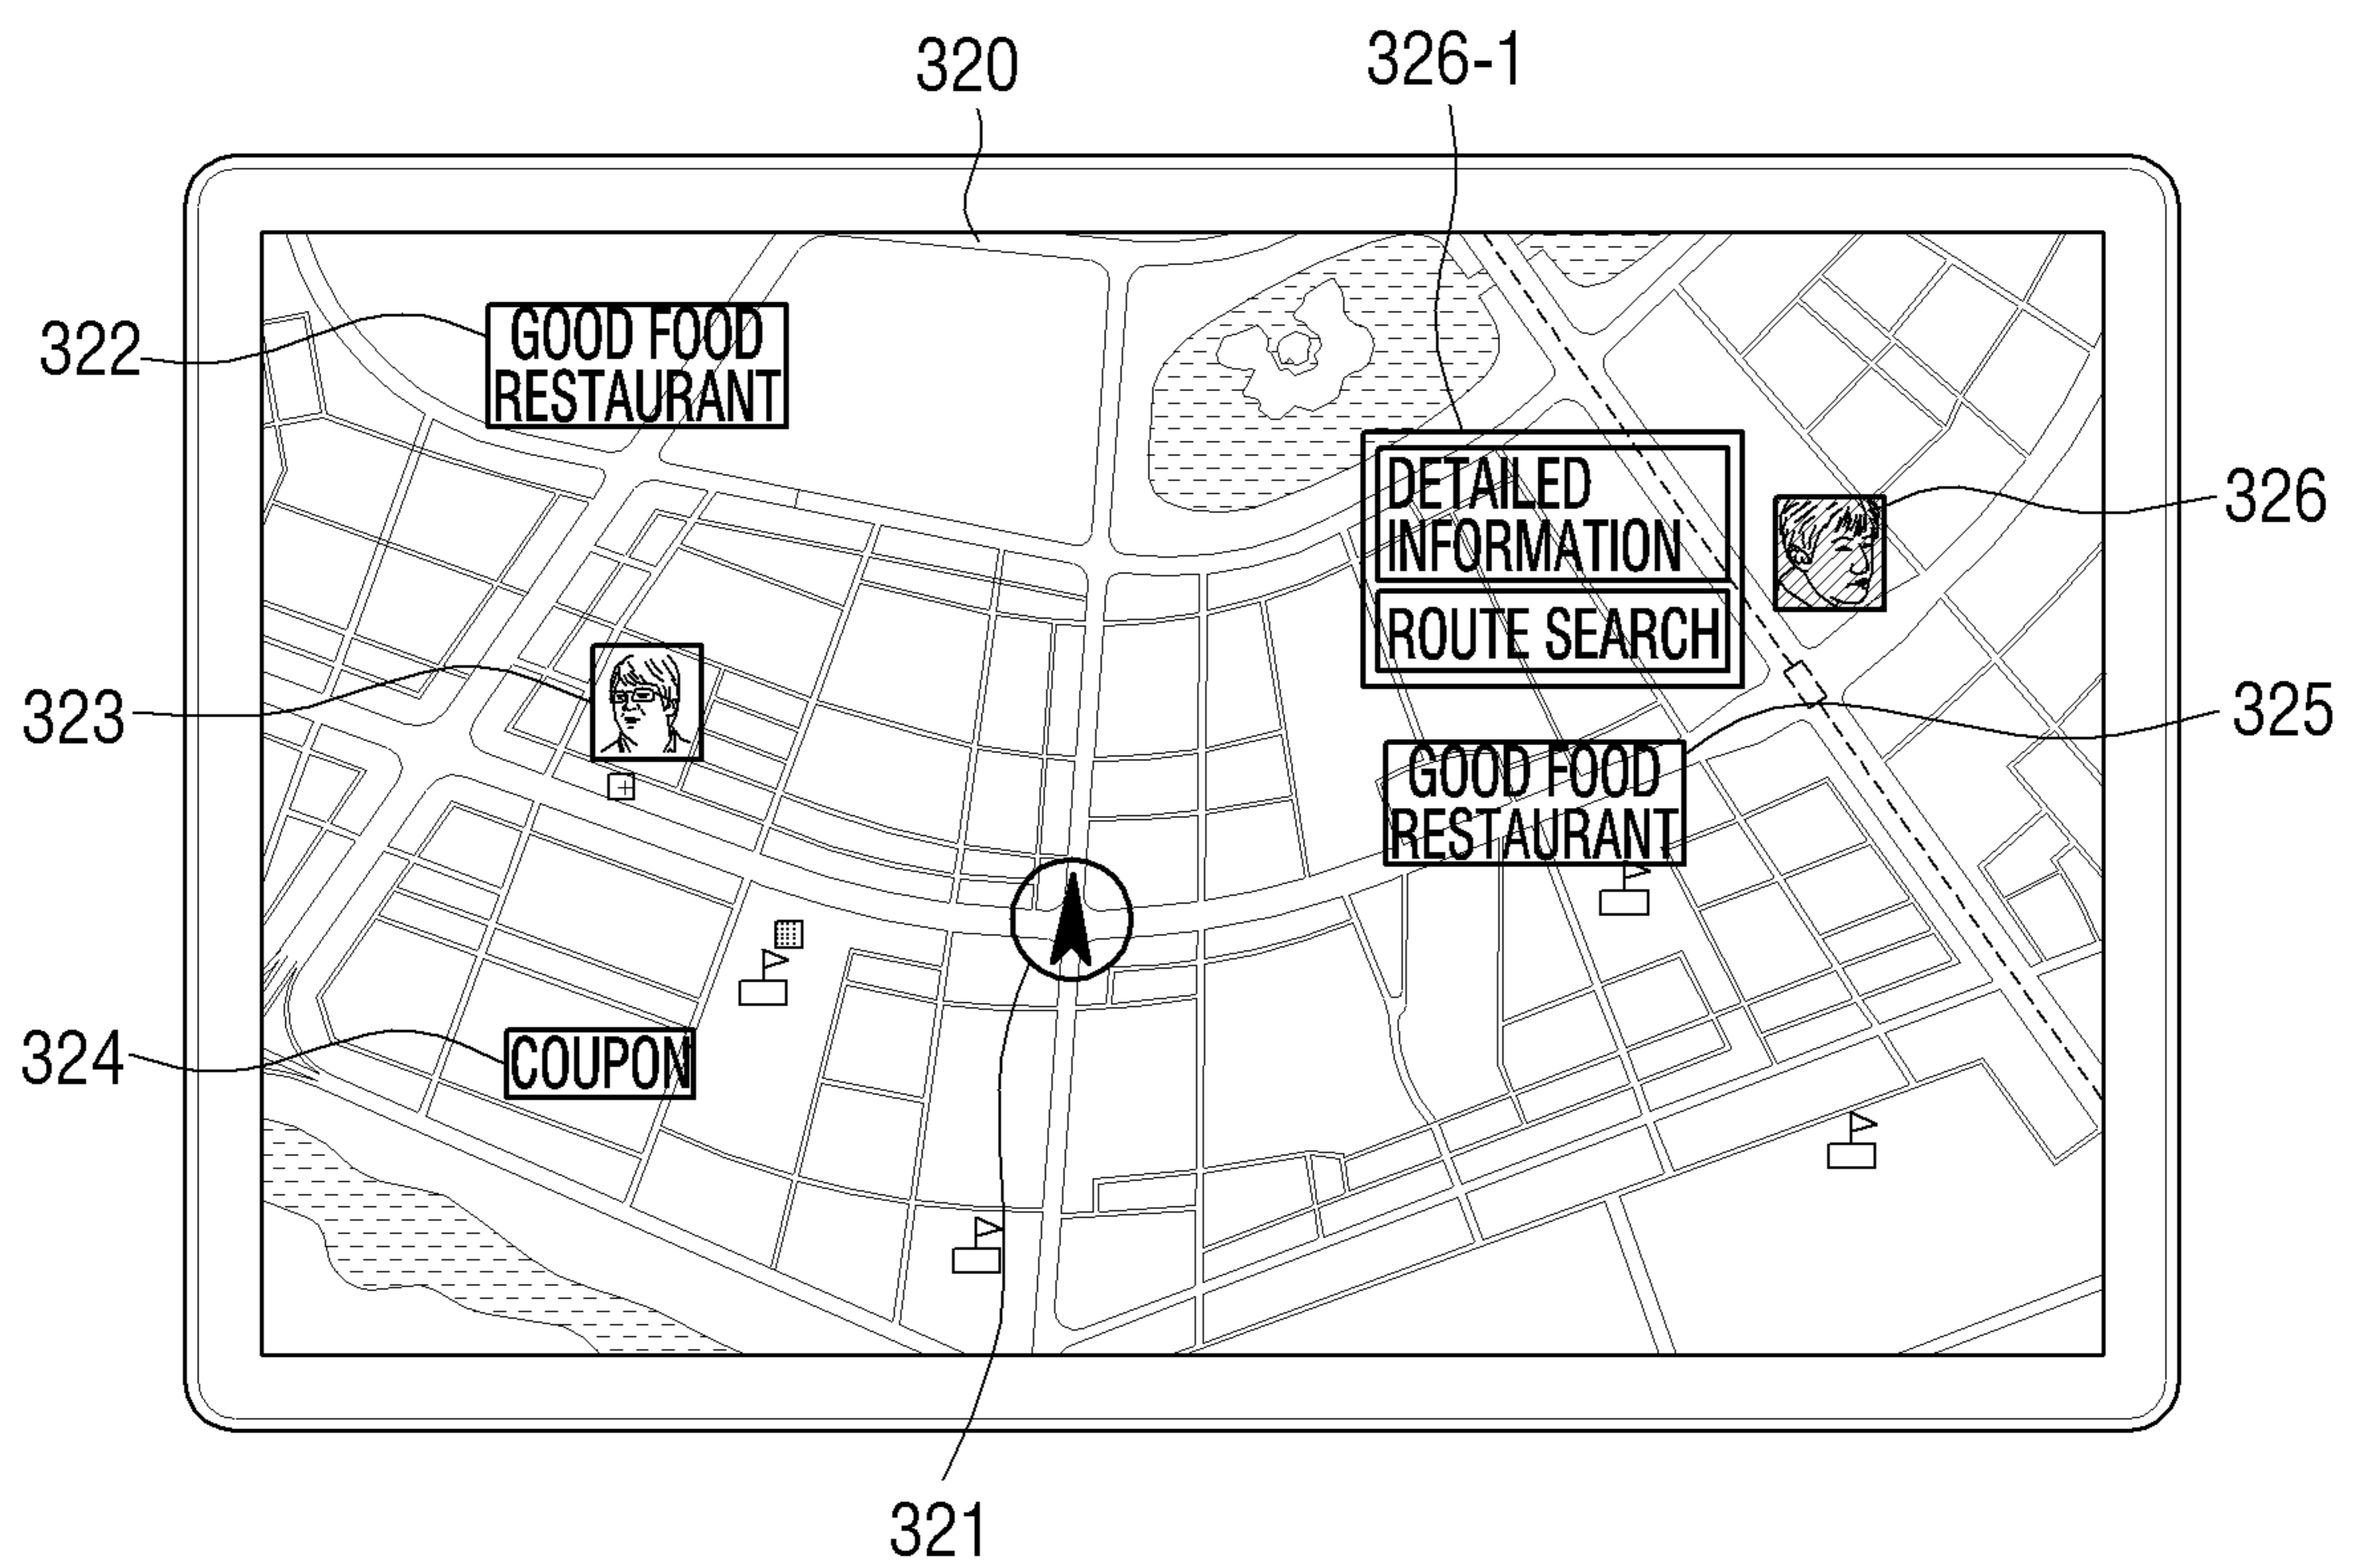 320
326-1
322
GOOD FOOD
RESTAURANT
DETAILED
INFORMATION
326
ROUTE SEARCH
323
325
GOOD FOOD
RESTAURANT
324
COUPON
321